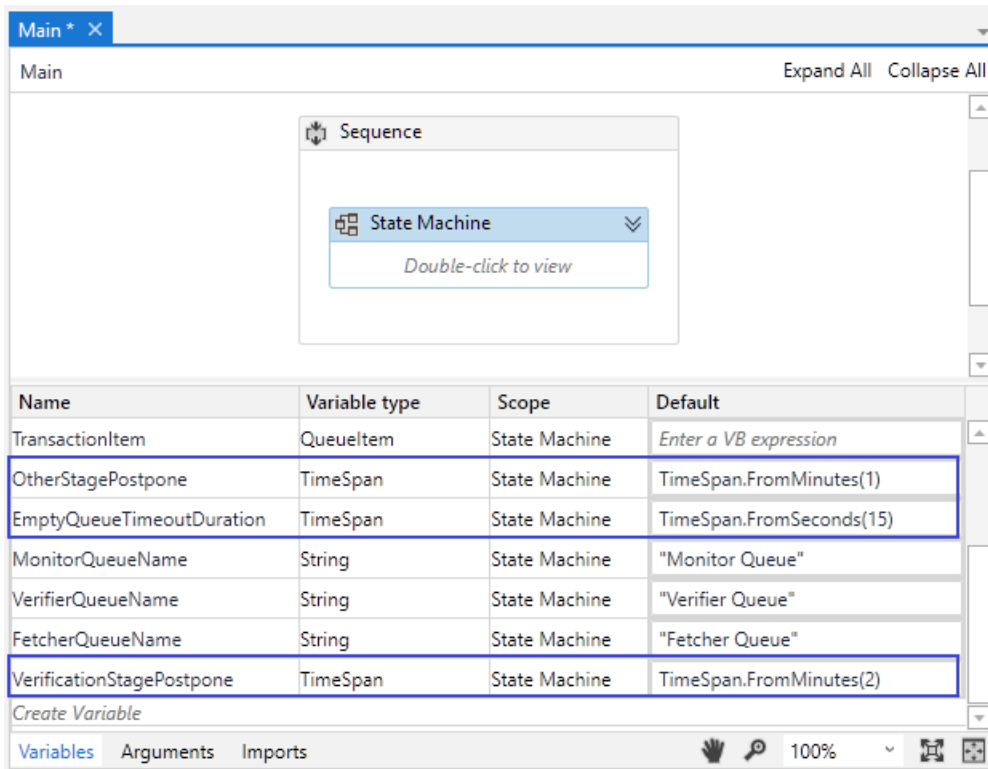 Main *
Main Expand All Collapse All
Sequence
State Machine
Double-click to view
Name Variable type Scope Default
TransactionItem QueueItem State Machine Enter a VB expression
OtherStagePostpone TimeSpan State Machine TimeSpan.FromMinutes(1)
EmptyQueueTimeoutDuration TimeSpan State Machine TimeSpan.FromSeconds(15)
MonitorQueueName String State Machine "Monitor Queue"
VerifierQueueName String State Machine "Verifier Queue"
FetcherQueueName String State Machine "Fetcher Queue"
VerificationStagePostpone TimeSpan State Machine TimeSpan.FromMinutes(2)
Create Variable
Variables Arguments Imports 100%